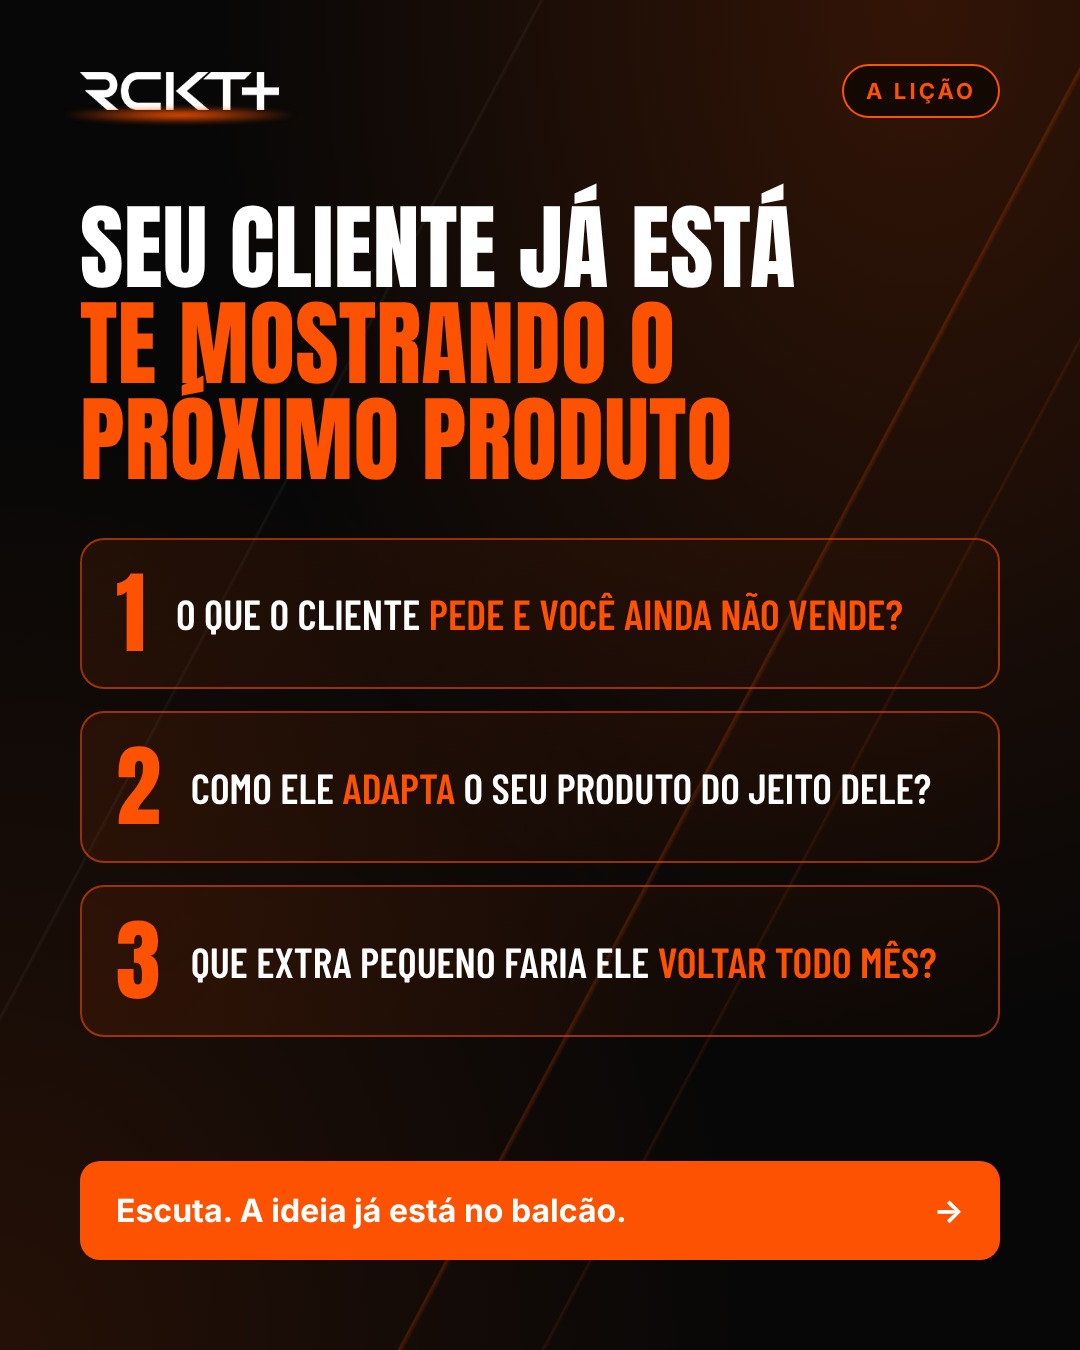 RCKT+
A LIÇÃO
SEU CLIENTE JÁ ESTÁ
TE MOSTRANDO O
PRÓXIMO PRODUTO
1 O QUE O CLIENTE PEDE E VOCÊ AINDA NÃO VENDE?
2 COMO ELE ADAPTA O SEU PRODUTO DO JEITO DELE?
3 QUE EXTRA PEQUENO FARIA ELE VOLTAR TODO MÊS?
Escuta. A ideia já está no balcão. →